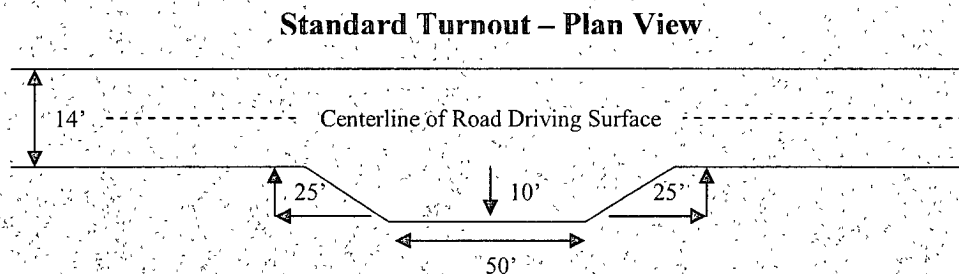 Standard Turnout – Plan View
14'
Centerline of Road Driving Surface
25'
10'
25'
50'